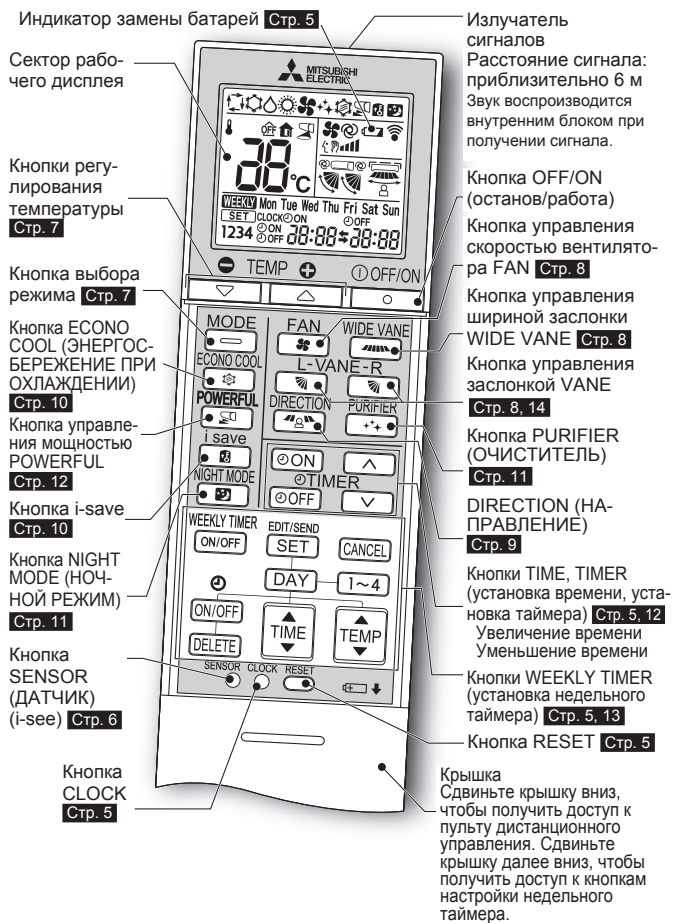 Индикатор замены батарей Стр. 5
Сектор рабо-
чего дисплея
Кнопки регу-
лирования
температуры
Стр. 7
Кнопка выбора
режима Стр. 7
Кнопка ECONO
COOL (ЭНЕРГОС-
БЕРЕЖЕНИЕ ПРИ
ОХЛАЖДЕНИИ)
Стр. 10
Кнопка управле-
ния мощностью
POWERFUL
Стр. 12
Кнопка i-save
Стр. 10
Кнопка NIGHT
MODE (НОЧ-
НОЙ РЕЖИМ)
Стр. 11
Кнопка
SENSOR
(ДАТЧИК)
(i-see) Стр. 6
Кнопка
CLOCK
Стр. 5
MITSUBISHI
ELECTRIC
88°C
WEEKLY Mon Tue Wed Thu Fri Sat Sun
SET CLOCK ON OFF
1234 ON OFF 88:88 88:88
TEMP OFF/ON
MODE FAN WIDE VANE
ECONO COOL L-VANE-R
POWERFUL DIRECTION PURIFIER
i save
ON
TIMER
NIGHT MODE OFF
WEEKLY TIMER EDIT/SEND
ON/OFF SET CANCEL
DAY 1~4
ON/OFF
TIME TEMP
DELETE
SENSOR CLOCK RESET
Излучатель
сигналов
Расстояние сигнала:
приблизительно 6 м
Звук воспроизводится
внутренним блоком при
получении сигнала.
Кнопка OFF/ON
(останов/работа)
Кнопка управления
скоростью вентилято-
ра FAN Стр. 8
Кнопка управления
шириной заслонки
WIDE VANE Стр. 8
Кнопка управления
заслонкой VANE
Стр. 8, 14
Кнопка PURIFIER
(ОЧИСТИТЕЛЬ)
Стр. 11
DIRECTION (НА-
ПРАВЛЕНИЕ)
Стр. 9
Кнопки TIME, TIMER
(установка времени, уста-
новка таймера) Стр. 5, 12
Увеличение времени
Уменьшение времени
Кнопки WEEKLY TIMER
(установка недельного
таймера) Стр. 5, 13
Кнопка RESET Стр. 5
Крышка
Сдвиньте крышку вниз,
чтобы получить доступ к
пульту дистанционного
управления. Сдвиньте
крышку далее вниз, чтобы
получить доступ к кнопкам
настройки недельного
таймера.